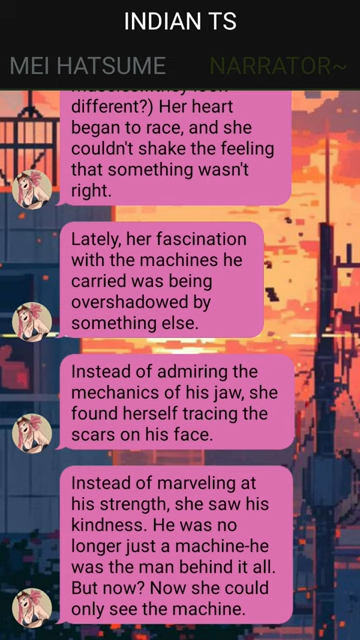 INDIAN TS
MEI HATSUME
NARRATOR~
different?) Her heart
began to race, and she
couldn't shake the feeling
that something wasn't
right.
Lately, her fascination
with the machines he
carried was being
overshadowed by
something else.
Instead of admiring the
mechanics of his jaw, she
found herself tracing the
scars on his face.
Instead of marveling at
his strength, she saw his
kindness. He was no
longer just a machine-he
was the man behind it all.
But now? Now she could
only see the machine.